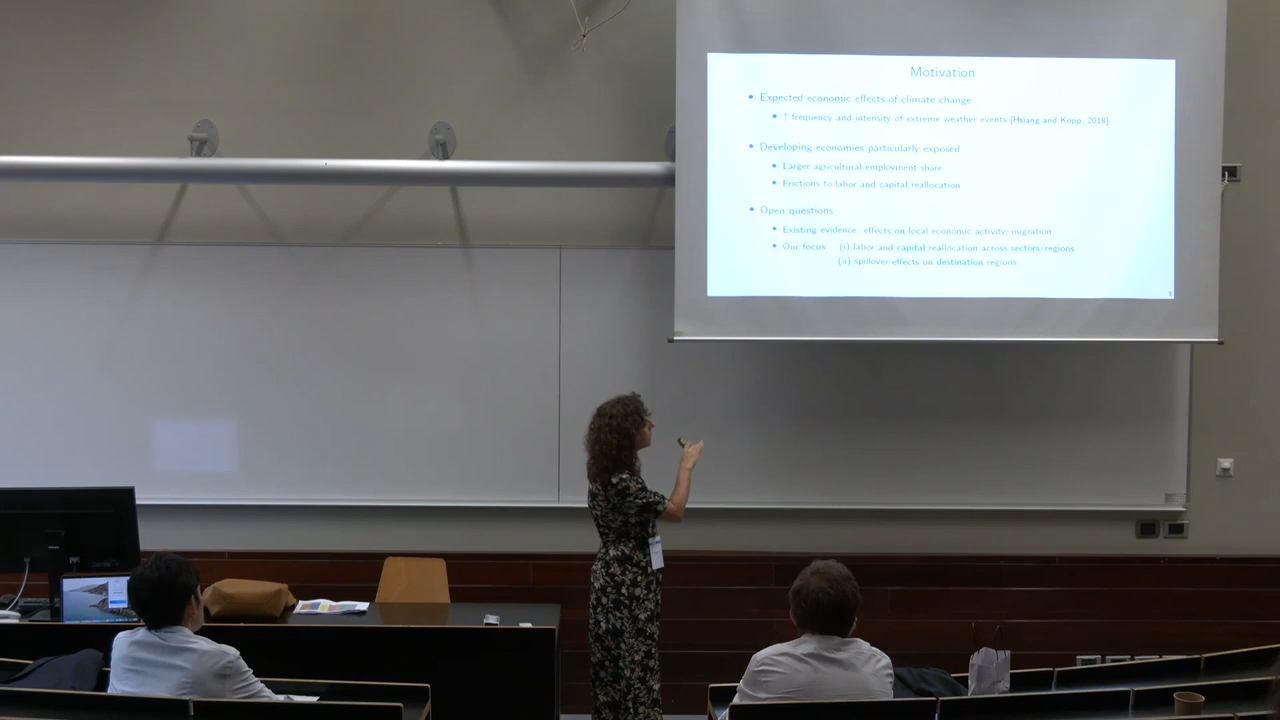 Motivation
• Expected economic effects of climate change
• ↑ frequency and intensity of extreme weather events [Hsiang and Kopp, 2018]
• Developing economies particularly exposed
• Larger agricultural employment share
• Frictions to labor and capital reallocation
• Open questions
• Existing evidence: effects on local economic activity, migration
• Our focus: (i) labor and capital reallocation across sectors, regions
(ii) spillover effects on destination regions